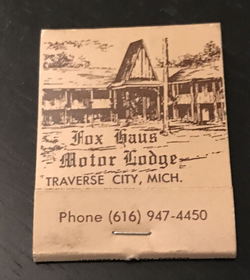 Fox Haus
Motor Lodge
TRAVERSE CITY, MICH.
Phone (616) 947-4450